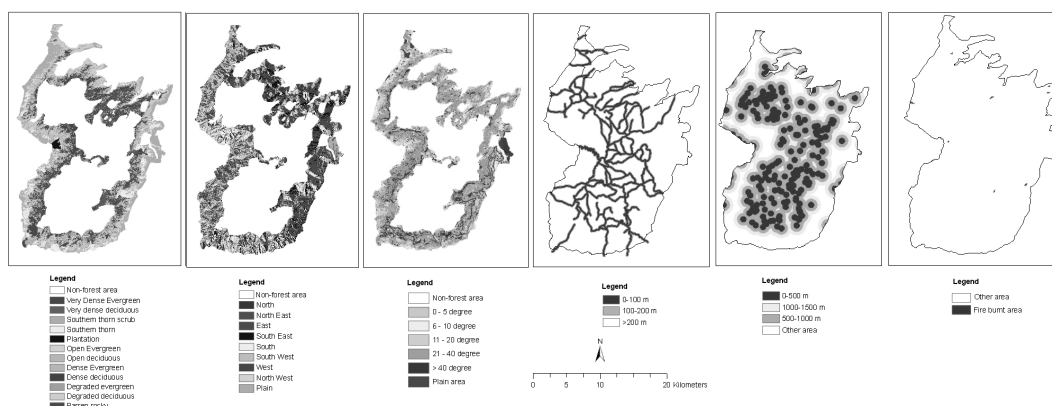 Legend
Non-forest area
Very Dense Evergreen
Very dense deciduous
Southern thorn scrub
Southern thorn
Plantation
Open Evergreen
Open deciduous
Dense Evergreen
Dense deciduous
Degraded evergreen
Degraded deciduous
Barren rocky
Legend
Non-forest area
North
North East
East
South East
South
South West
West
North West
Plain
Legend
Non-forest area
0 - 5 degree
6 - 10 degree
11 - 20 degree
21 - 40 degree
> 40 degree
Plain area
Legend
0-100 m
100-200 m
>200 m
N
0 5 10 20 Kilometers
Legend
0-500 m
1000-1500 m
500-1000 m
Other area
Legend
Other area
Fire burnt area